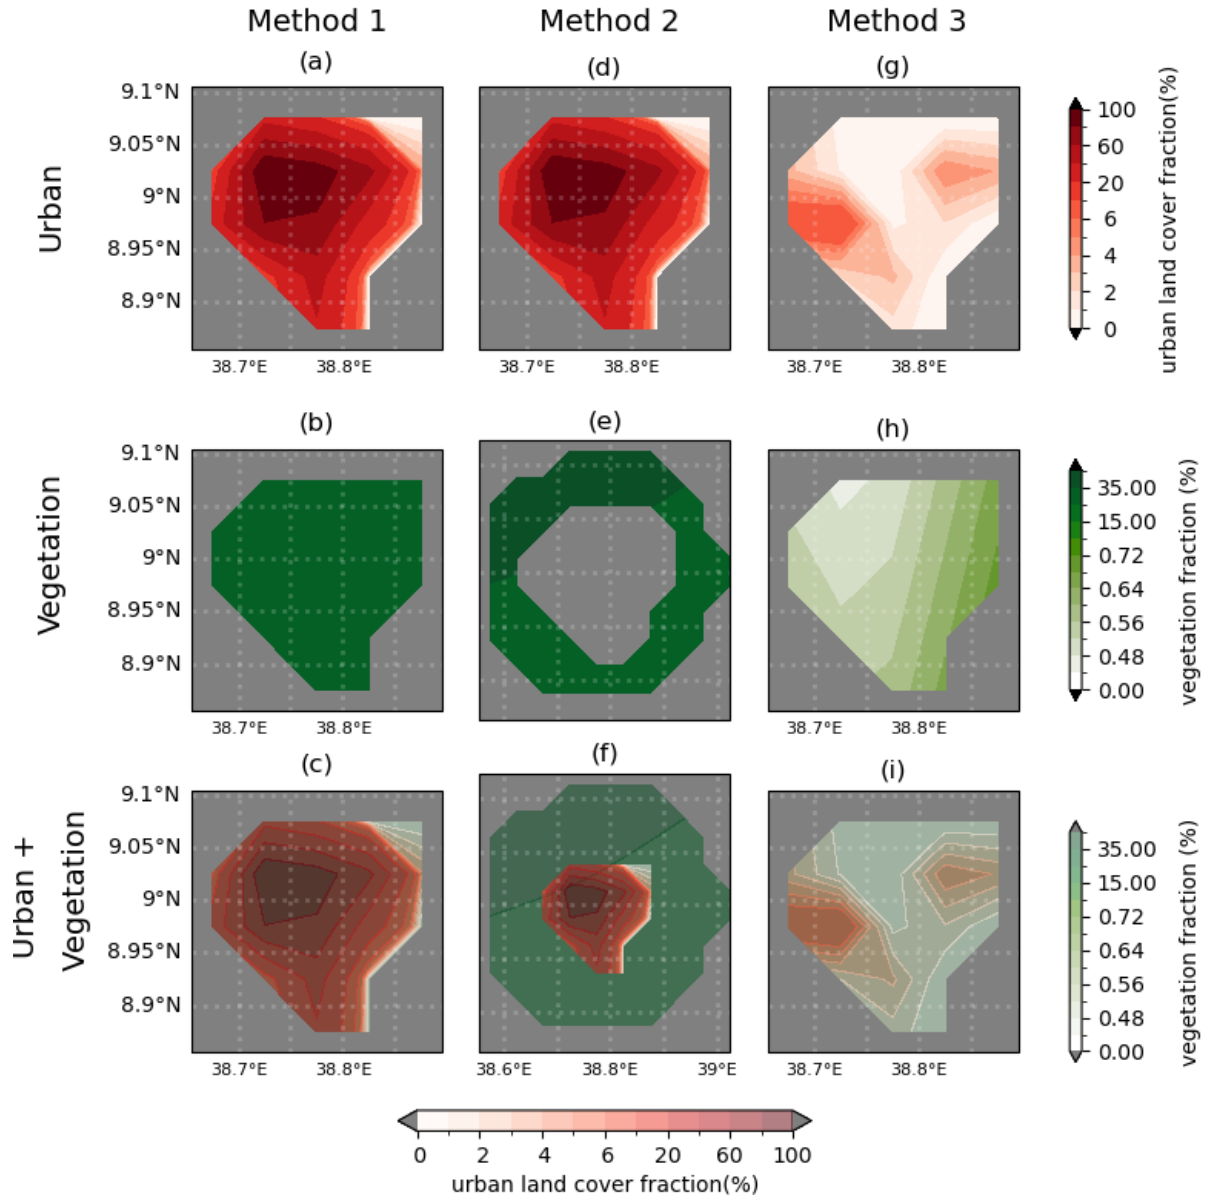 Method 1 Method 2 Method 3
(a) (d) (g)
Urban
9.1°N
9.05°N
9°N
8.95°N
8.9°N
38.7°E 38.8°E 38.7°E 38.8°E 38.7°E 38.8°E
100
60
20
6
4
2
0
urban land cover fraction(%)
(b) (e) (h)
Vegetation
9.1°N
9.05°N
9°N
8.95°N
8.9°N
38.7°E 38.8°E 38.7°E 38.8°E
35.00
15.00
0.72
0.64
0.56
0.48
0.00
vegetation fraction (%)
(c) (f) (i)
Urban +
Vegetation
9.1°N
9.05°N
9°N
8.95°N
8.9°N
38.7°E 38.8°E 38.6°E 38.8°E 39°E 38.7°E 38.8°E
35.00
15.00
0.72
0.64
0.56
0.48
0.00
vegetation fraction (%)
0 2 4 6 20 60 100
urban land cover fraction(%)